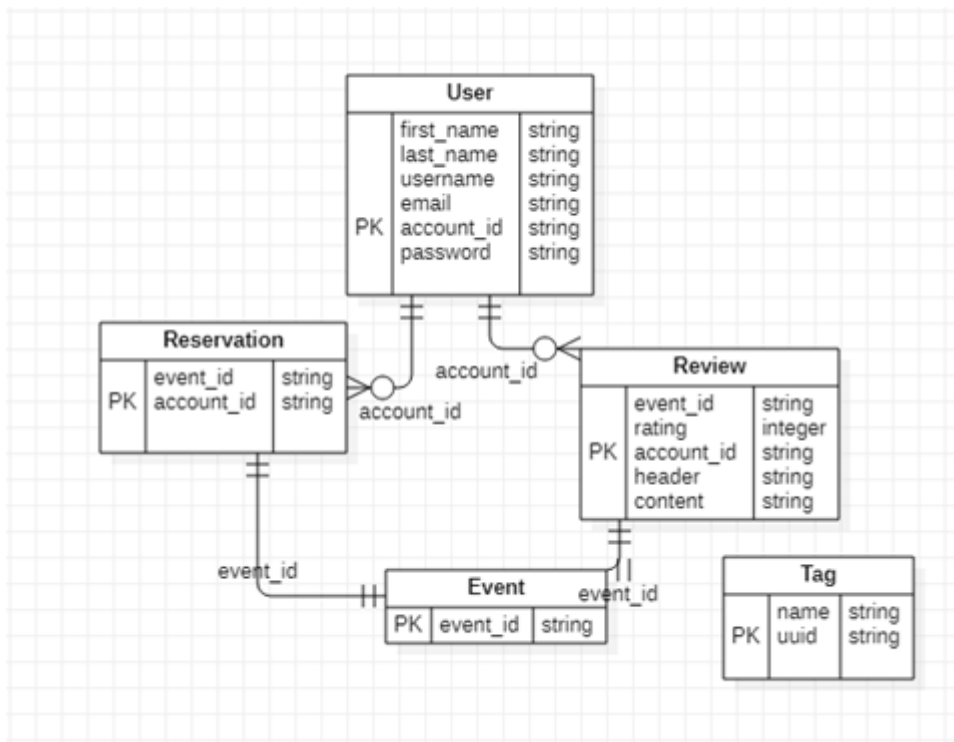 User
first_name string
last_name string
username string
email string
PK account_id string
password string
Reservation
event_id string
PK account_id string
account_id
account_id
Review
event_id string
rating integer
PK account_id string
header string
content string
event_id
event_id
Event
PK event_id string
Tag
name string
PK uuid string